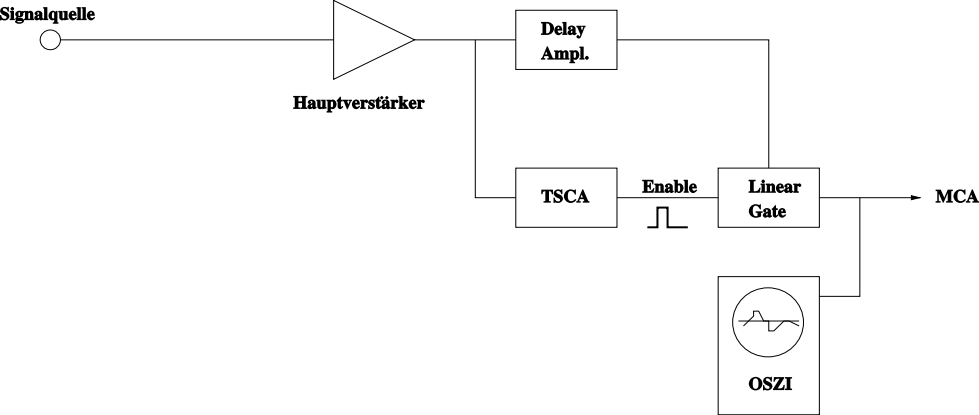 Signalquelle
Hauptverstärker
Delay
Ampl.
TSCA
Enable
Linear
Gate
MCA
OSZI